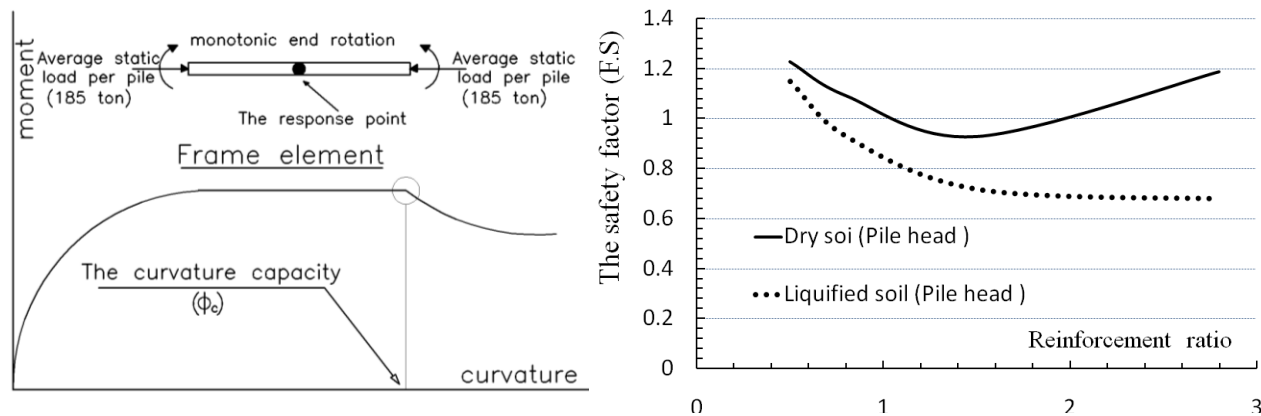 moment
monotonic end rotation
Average static
load per pile
(185 ton)
Average static
load per pile
(185 ton)
The response point
Frame element
The curvature capacity
(ϕc)
curvature
The safety factor (F.S)
1.4
1.2
1
0.8
0.6
0.4
0.2
0
Dry soi (Pile head )
Liquified soil (Pile head )
Reinforcement ratio
0
1
2
3